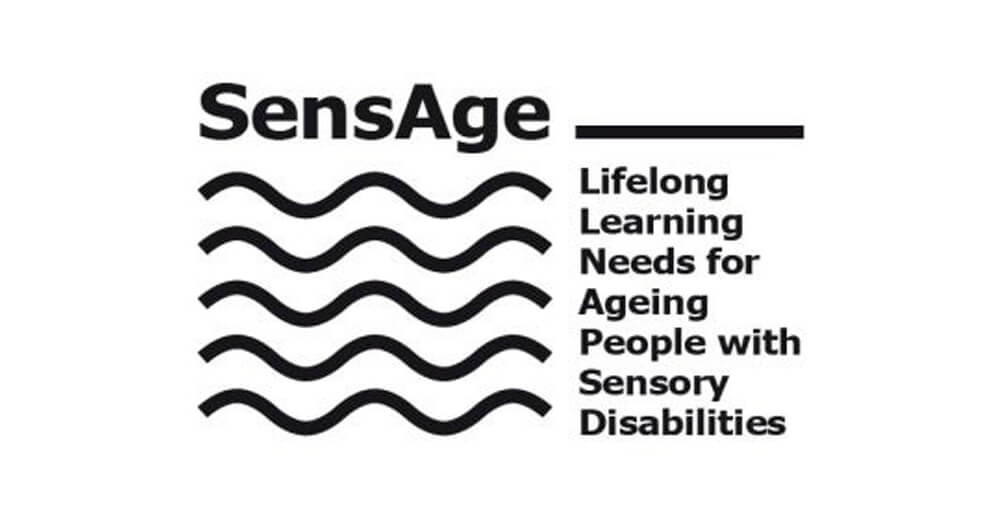 SensAge
Lifelong
Learning
Needs for
Ageing
People with
Sensory
Disabilities